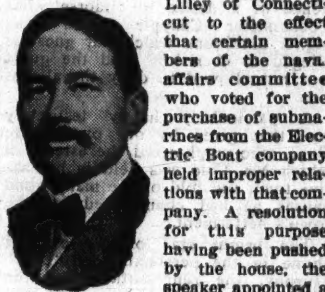 Lilley of Connecti-
cut to the effect
that certain mem-
bers of the naval
affairs committee
who voted for the
purchase of subma-
rines from the Elec-
tric Boat company
held improper rela-
tions with that com-
pany. A resolution
for this purpose
having been pushed
by the house, the
speaker appointed a